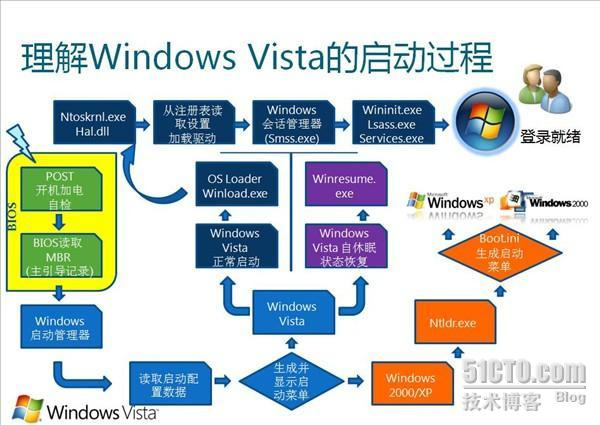 理解Windows Vista的启动过程
Ntoskrnl.exe
Hal.dll
从注册表读
取设置
加载驱动
Windows
会话管理器
(Smss.exe)
Wininit.exe
Lsass.exe
Services.exe
登录就绪
BIOS
POST
开机加电
自检
BIOS读取
MBR
(主引导记录)
Windows
启动管理器
OS Loader
Winload.exe
Winresume.
exe
Windows
Vista
正常启动
Windows
Vista 自休眠
状态恢复
Windows
Vista
读取启动配
置数据
生成并
显示启
动菜单
Windows
2000/XP
Ntldr.exe
Boot.ini
生成启动
菜单
Microsoft
Windows xp
Windows 2000
Windows Vista
51CTO.com
技术博客 Blog